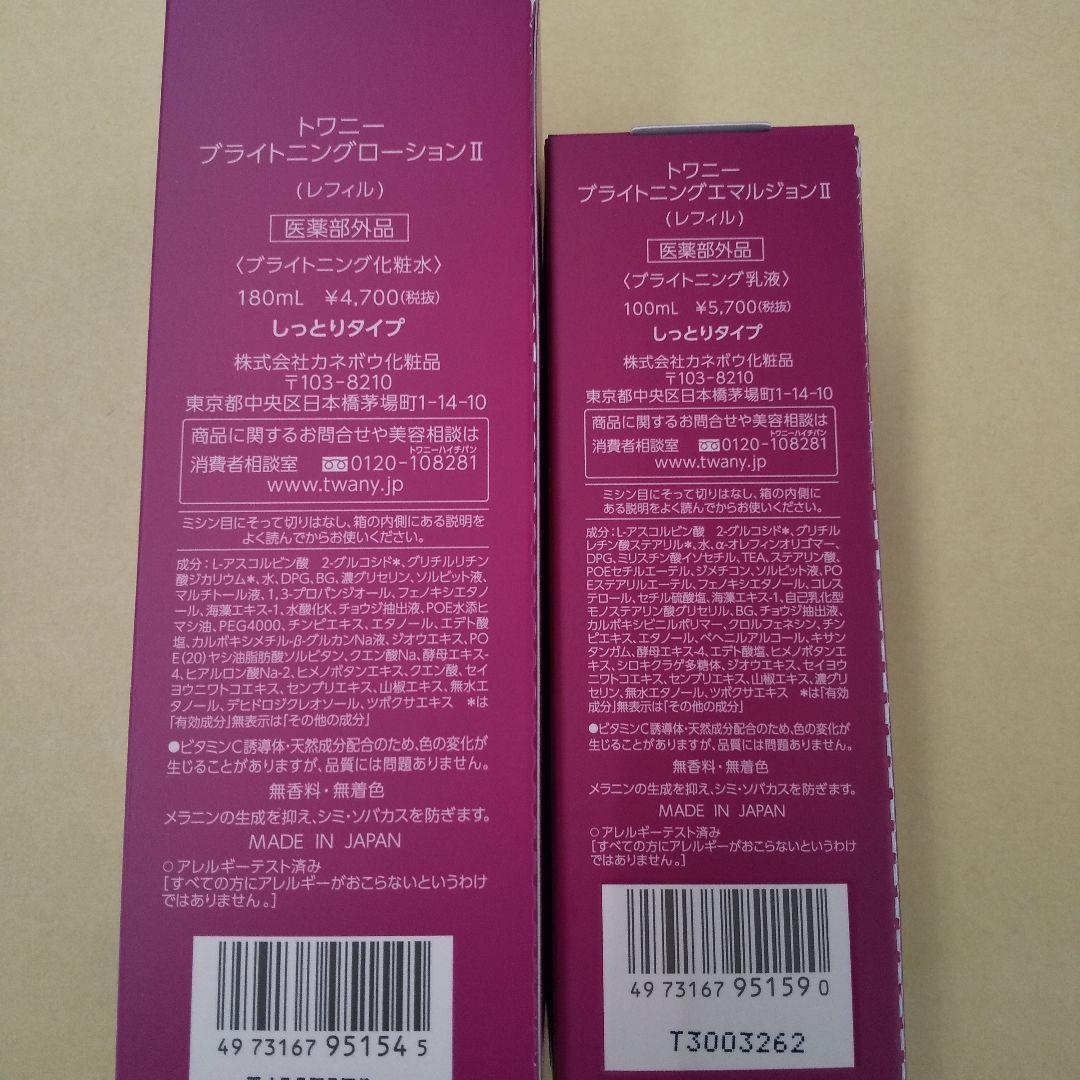 トワニー
ブライトニングローションⅡ
(レフィル)
医薬部外品
〈ブライトニング化粧水〉
180mL ¥4,700(税抜)
しっとりタイプ
株式会社カネボウ化粧品
〒103-8210
東京都中央区日本橋茅場町1-14-10
商品に関するお問合せや美容相談は
トワニーハイチバン
消費者相談室 0120-108281
www.twany.jp
ミシン目にそって切りはなし、箱の内側にある説明を
よく読んでからお使いください。
成分:L-アスコルビン酸 2-グルコシド*、グリチルリチン
酸ジカリウム*、水、DPG、BG、濃グリセリン、ソルビット液、
マルチトール液、1,3-プロパンジオール、フェノキシエタノ
ール、海藻エキス-1、水酸化K、チョウジ抽出液、POE水添ヒ
マシ油、PEG4000、チンピエキス、エタノール、エデト酸
塩、カルボキシメチル-β-グルカンNa液、ジオウエキス、PO
E(20)ヤシ油脂肪酸ソルビタン、クエン酸Na、酵母エキス-
4、ヒアルロン酸Na-2、ヒメノボタンエキス、クエン酸、セイ
ヨウニワトコエキス、センブリエキス、山椒エキス、無水エ
タノール、デヒドロジクレオソール、ツボクサエキス *は
「有効成分」無表示は「その他の成分」
●ビタミンC誘導体・天然成分配合のため、色の変化が
生じることがありますが、品質には問題ありません。
無香料・無着色
メラニンの生成を抑え、シミ・ソバカスを防ぎます。
MADE IN JAPAN
○アレルギーテスト済み
[すべての方にアレルギーがおこらないというわけ
ではありません。]
4973167951545
トワニー
ブライトニングエマルジョンⅡ
(レフィル)
医薬部外品
〈ブライトニング乳液〉
100mL ¥5,700(税抜)
しっとりタイプ
株式会社カネボウ化粧品
〒103-8210
東京都中央区日本橋茅場町1-14-10
商品に関するお問合せや美容相談は
トワニーハイチバン
消費者相談室 0120-108281
www.twany.jp
ミシン目にそって切りはなし、箱の内側に
ある説明をよく読んでからお使いください。
成分:L-アスコルビン酸 2-グルコシド*、グリチル
レチン酸ステアリル*、水、α-オレフィンオリゴマー、
DPG、ミリスチン酸イソセチル、TEA、ステアリン酸、
POEセチルエーテル、ジメチコン、ソルビット液、PO
Eステアリルエーテル、フェノキシエタノール、コレス
テロール、セチル硫酸塩、海藻エキス-1、自己乳化型
モノステアリン酸グリセリル、BG、チョウジ抽出液、
カルボキシビニルポリマー、クロルフェネシン、チン
ピエキス、エタノール、ベヘニルアルコール、キサン
タンガム、酵母エキス-4、エデト酸塩、ヒメノボタンエ
キス、シロキクラゲ多糖体、ジオウエキス、セイヨウ
ニワトコエキス、センブリエキス、山椒エキス、濃グリ
セリン、無水エタノール、ツボクサエキス *は「有効
成分」無表示は「その他の成分」
●ビタミンC誘導体・天然成分配合のため、色の変化が
生じることがありますが、品質には問題ありません。
無香料・無着色
メラニンの生成を抑え、シミ・ソバカスを防ぎます。
MADE IN JAPAN
○アレルギーテスト済み
[すべての方にアレルギーがおこらないというわけ
ではありません。]
4973167951590
T3003262